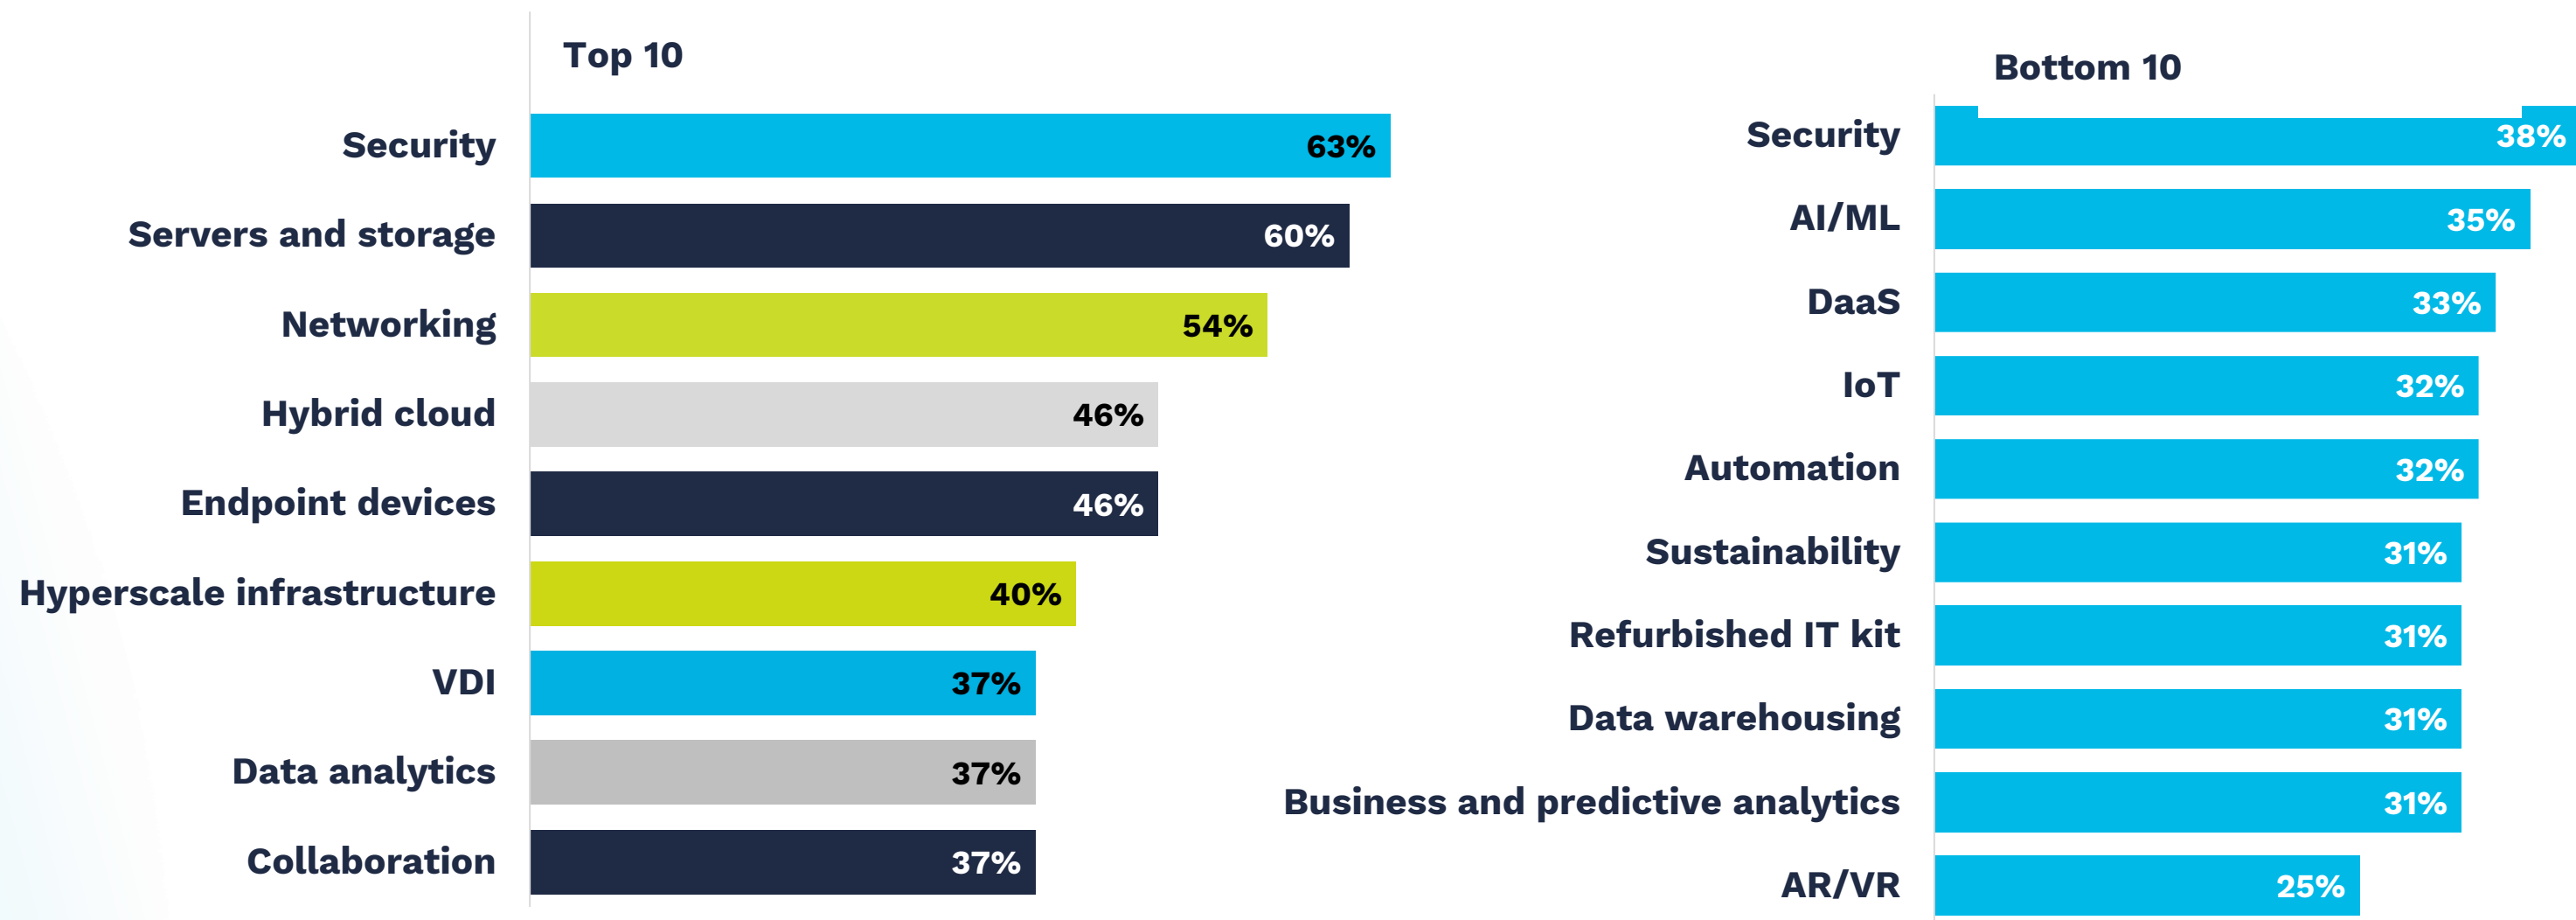 Top 10
Security 63%
Servers and storage 60%
Networking 54%
Hybrid cloud 46%
Endpoint devices 46%
Hyperscale infrastructure 40%
VDI 37%
Data analytics 37%
Collaboration 37%
Bottom 10
Security 38%
AI/ML 35%
DaaS 33%
IoT 32%
Automation 32%
Sustainability 31%
Refurbished IT kit 31%
Data warehousing 31%
Business and predictive analytics 31%
AR/VR 25%